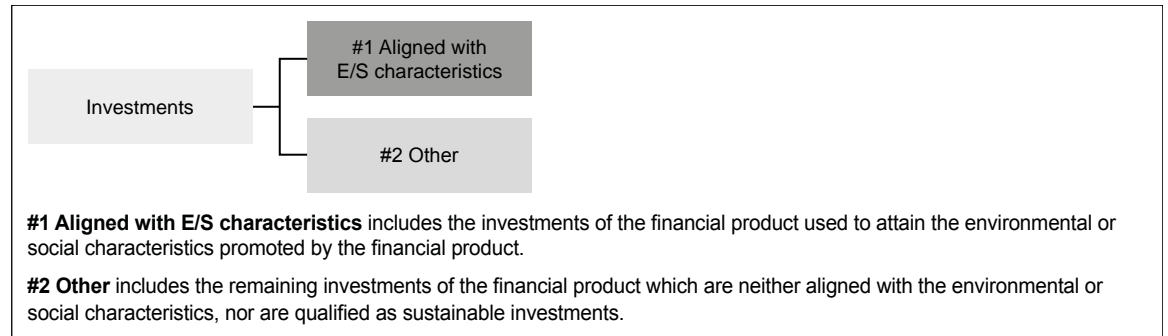 #1 Aligned with
E/S characteristics
Investments
#2 Other
#1 Aligned with E/S characteristics includes the investments of the financial product used to attain the environmental or
social characteristics promoted by the financial product.
#2 Other includes the remaining investments of the financial product which are neither aligned with the environmental or
social characteristics, nor are qualified as sustainable investments.